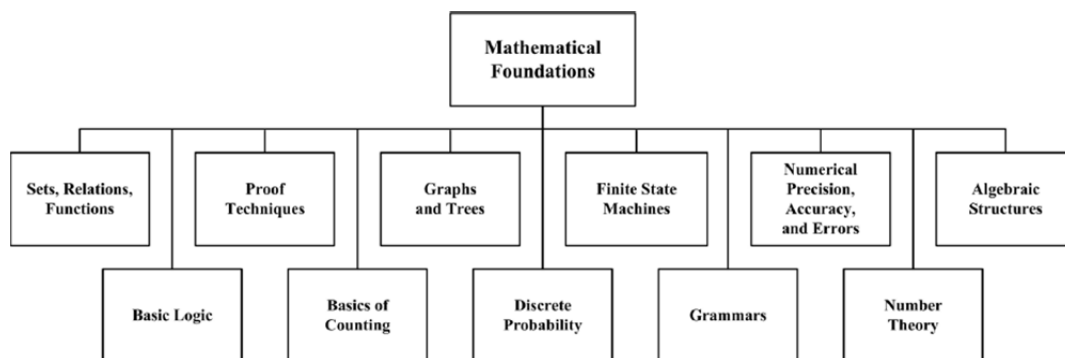 Mathematical
Foundations
Sets, Relations,
Functions
Proof
Techniques
Graphs
and Trees
Finite State
Machines
Numerical
Precision,
Accuracy,
and Errors
Algebraic
Structures
Basic Logic
Basics of
Counting
Discrete
Probability
Grammars
Number
Theory